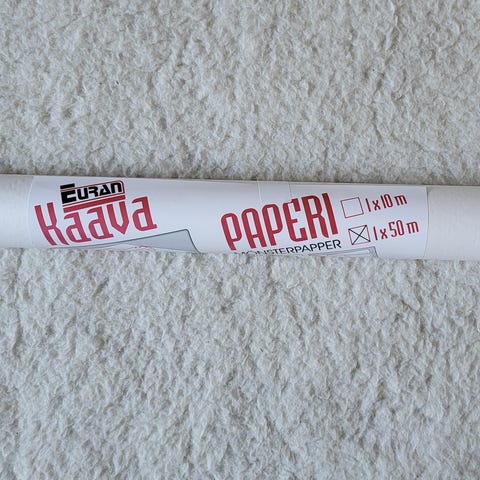 EURAN
Kaava
PAPERI
MÖNSTERPAPPER
1 x 10 m
1 x 50 m